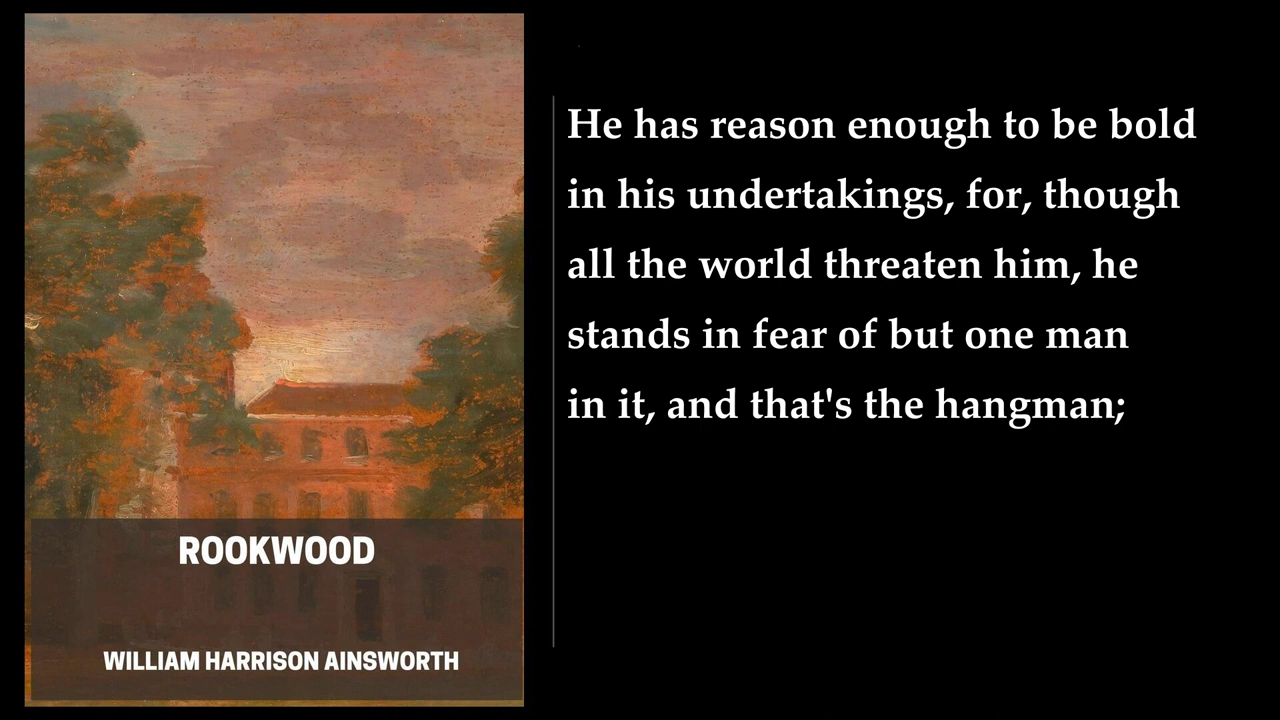 ROOKWOOD
WILLIAM HARRISON AINSWORTH
He has reason enough to be bold
in his undertakings, for, though
all the world threaten him, he
stands in fear of but one man
in it, and that's the hangman;